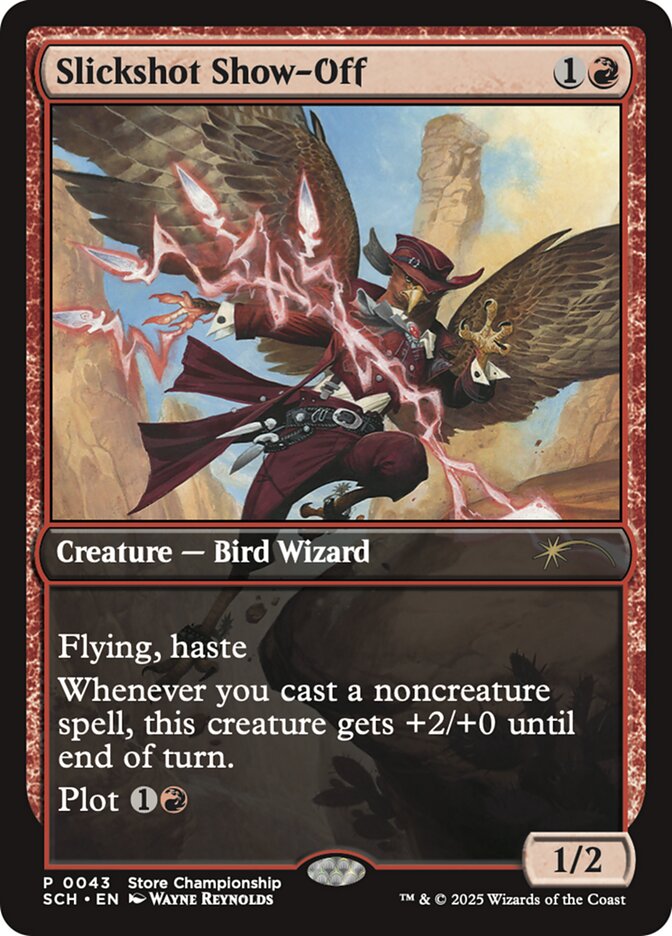 Slickshot Show-Off 1
Creature — Bird Wizard
Flying, haste
Whenever you cast a noncreature
spell, this creature gets +2/+0 until
end of turn.
Plot 1
1/2
P 0043 Store Championship
SCH • EN Wayne Reynolds
™ & © 2025 Wizards of the Coast